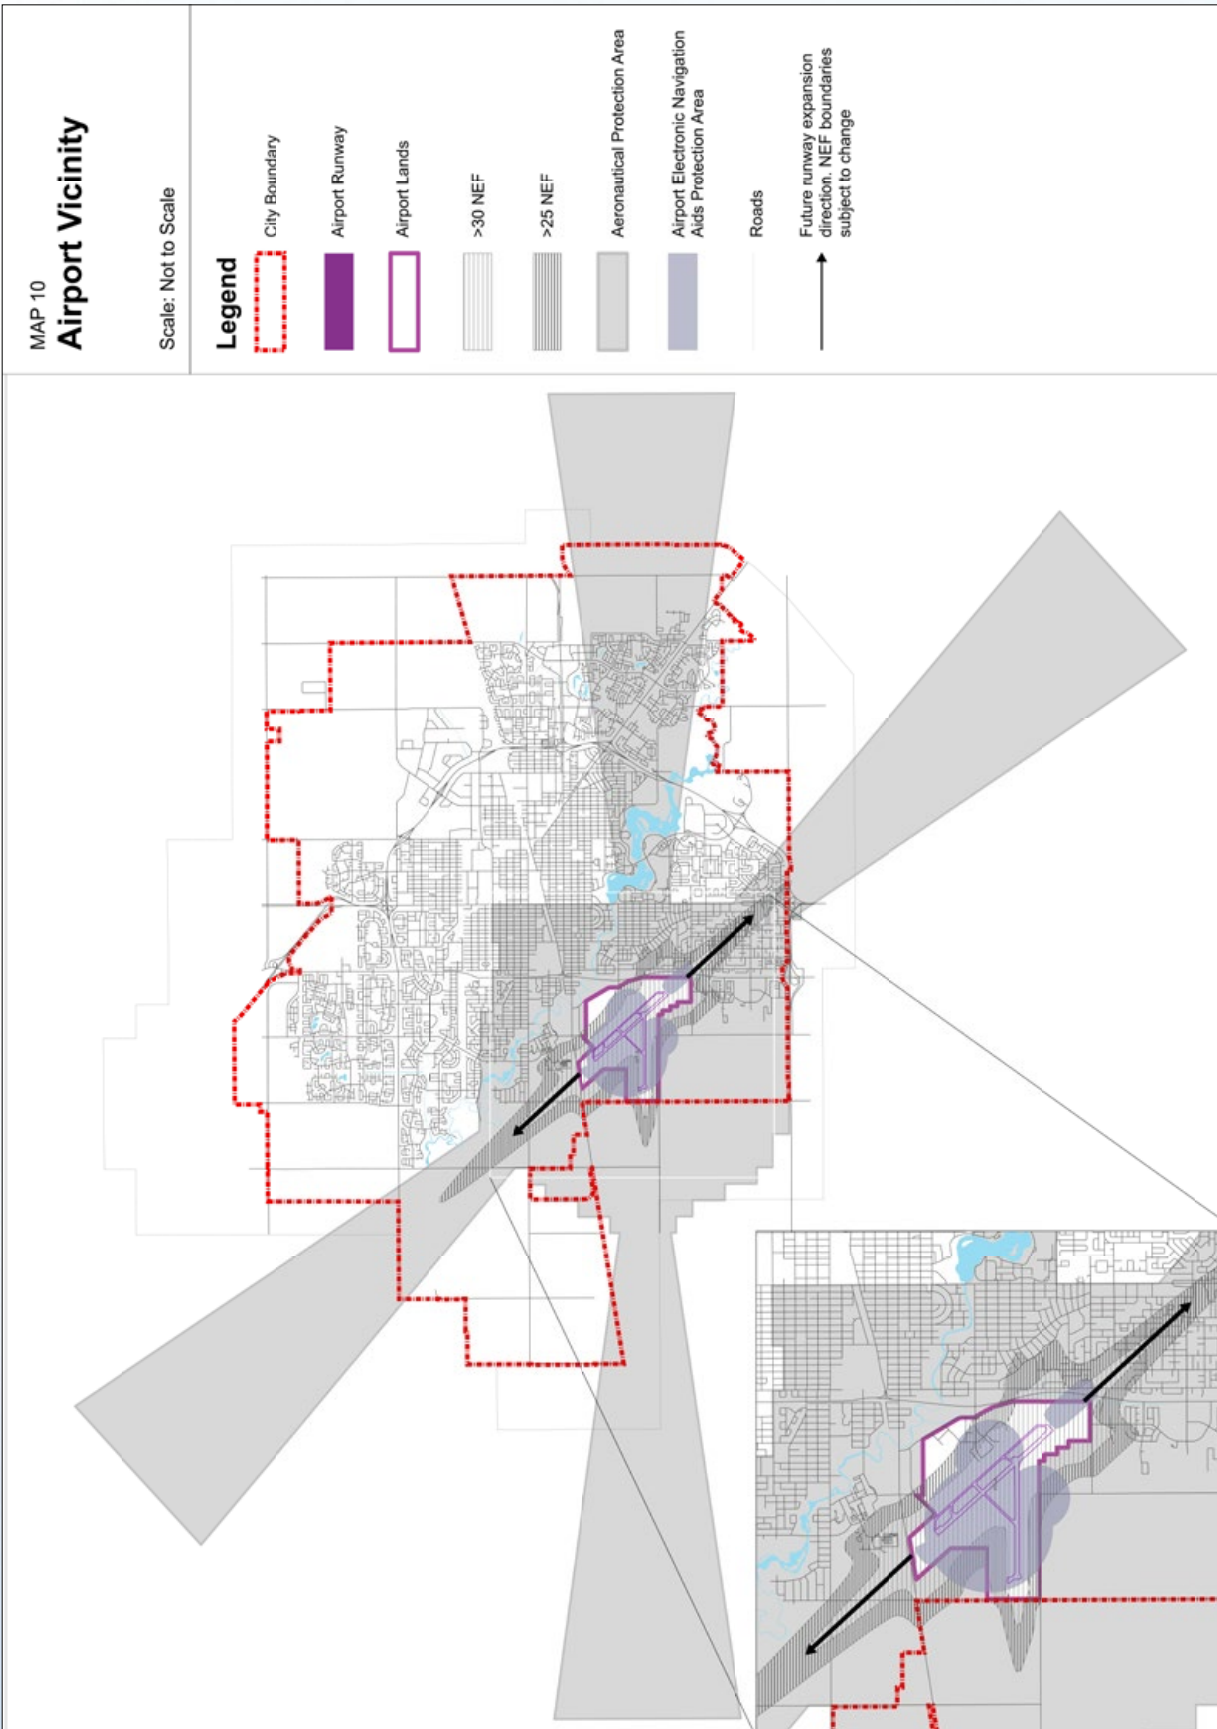 MAP 10
Airport Vicinity
Scale: Not to Scale
Legend
City Boundary
Airport Runway
Airport Lands
>30 NEF
>25 NEF
Aeronautical Protection Area
Airport Electronic Navigation
Aids Protection Area
Roads
Future runway expansion
direction. NEF boundaries
subject to change